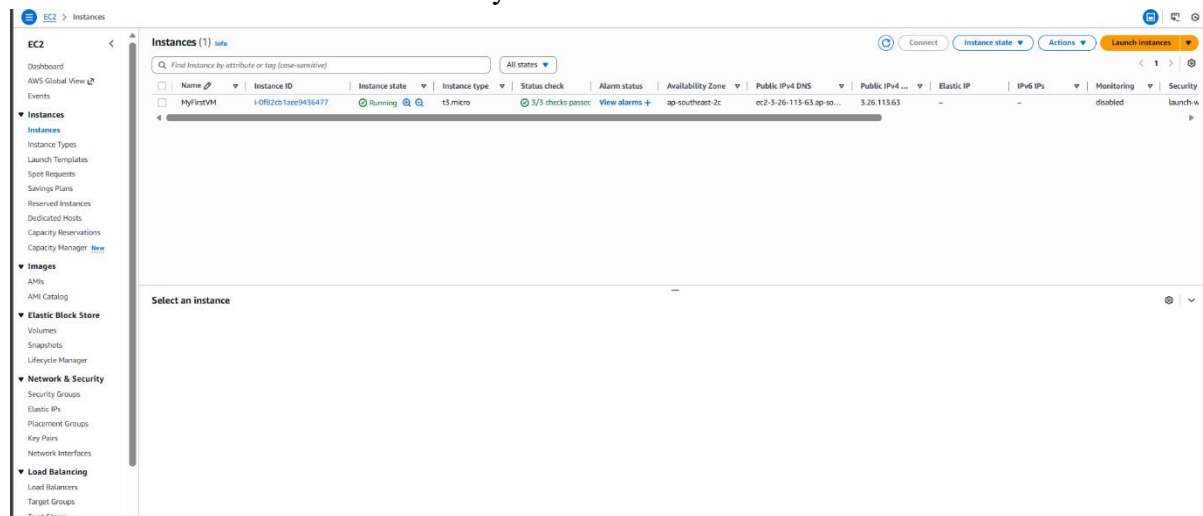 EC2 > Instances
EC2
Dashboard
AWS Global View
Events
Instances
Instances
Instance Types
Launch Templates
Spot Requests
Savings Plans
Reserved Instances
Dedicated Hosts
Capacity Reservations
Capacity Manager New
Images
AMIs
AMI Catalog
Elastic Block Store
Volumes
Snapshots
Lifecycle Manager
Network & Security
Security Groups
Elastic IPs
Placement Groups
Key Pairs
Network Interfaces
Load Balancing
Load Balancers
Target Groups
Instances (1) Info
Connect Instance state Actions Launch instances
Find Instance by attribute or tag (case-sensitive) All states 1
Name Instance ID Instance state Instance type Status check Alarm status Availability Zone Public IPv4 DNS Public IPv4 ... Elastic IP IPv6 IPs Monitoring Security
MyFirstVM i-0f82cb1aee9436477 Running t3.micro 3/3 checks passec View alarms + ap-southeast-2c ec2-3-26-113-63.ap-so... 3.26.113.63 – – disabled launch-w
Select an instance